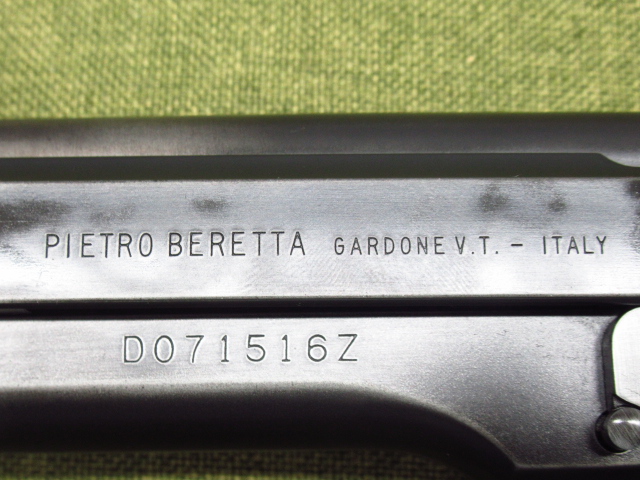 PIETRO BERETTA GARDONE V.T. – ITALY
D071516Z